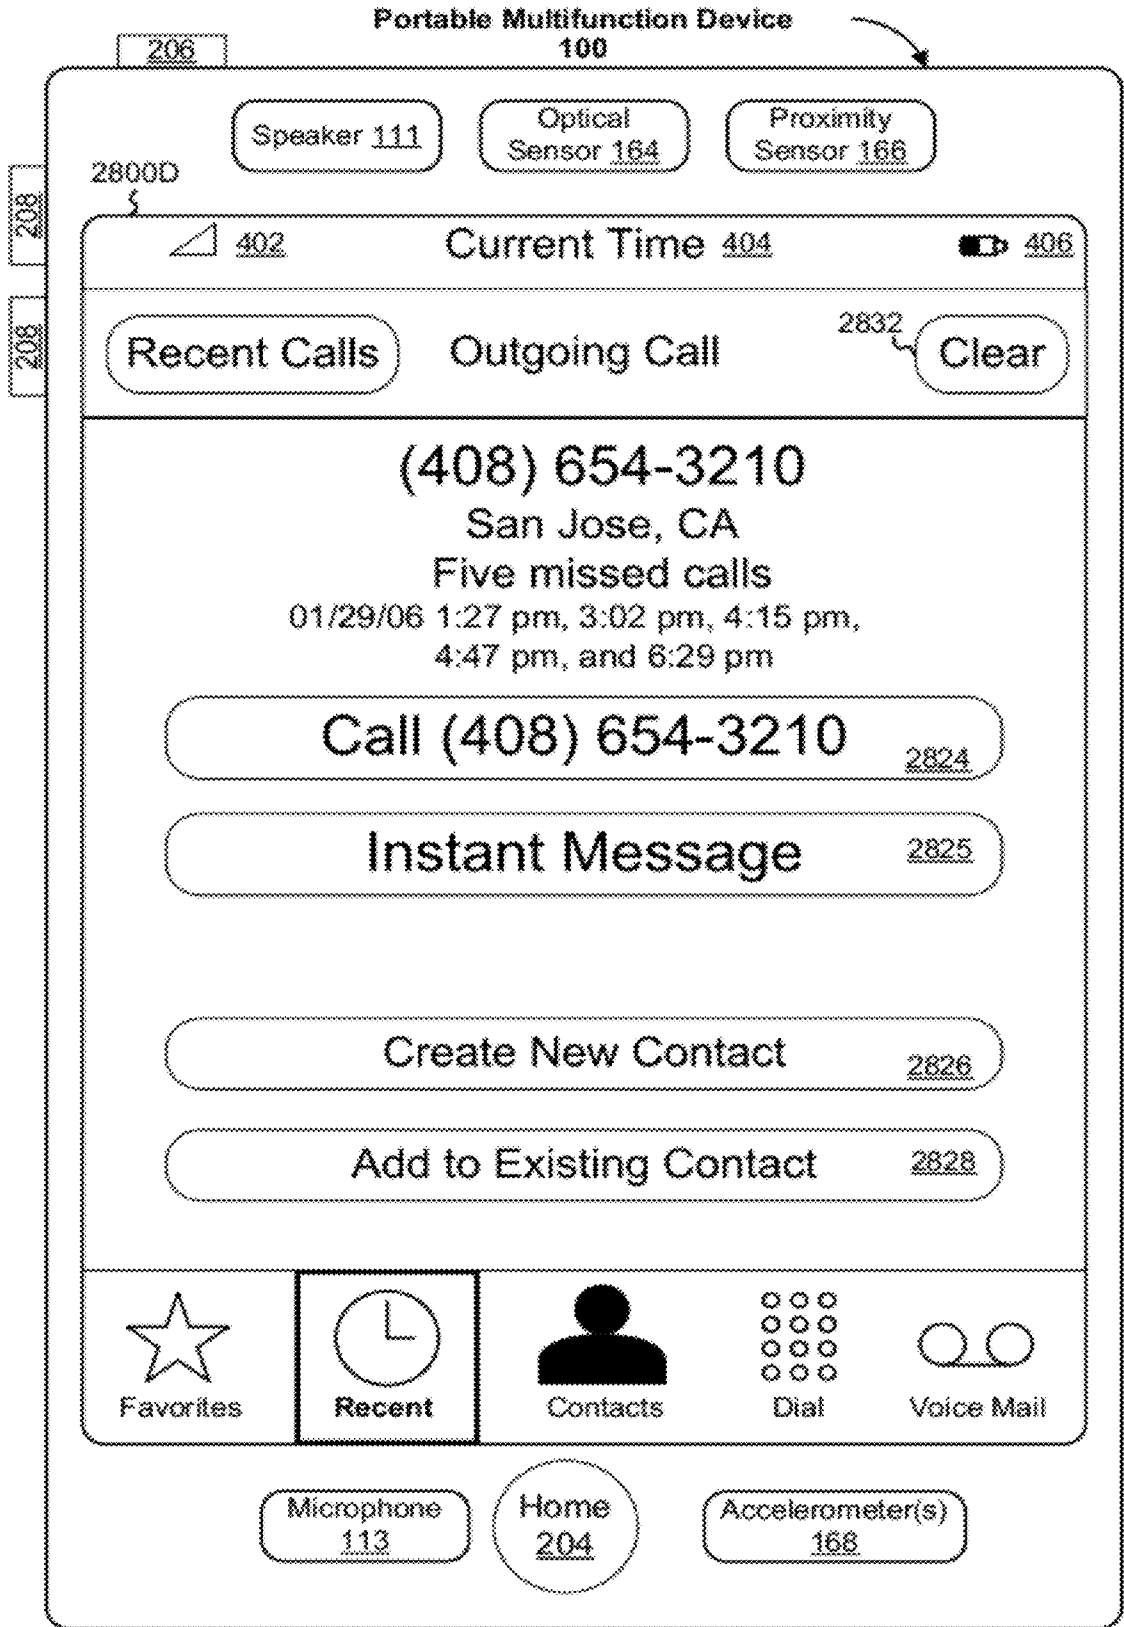 Portable Multifunction Device
100
206
Speaker 111
Optical
Sensor 164
Proximity
Sensor 166
208
2800D
402
Current Time 404
406
208
Recent Calls
Outgoing Call
2832
Clear
(408) 654-3210
San Jose, CA
Five missed calls
01/29/06 1:27 pm, 3:02 pm, 4:15 pm,
4:47 pm, and 6:29 pm
Call (408) 654-3210
2824
Instant Message
2825
Create New Contact
2826
Add to Existing Contact
2828
Favorites
Recent
Contacts
Dial
Voice Mail
Microphone
113
Home
204
Accelerometer(s)
168